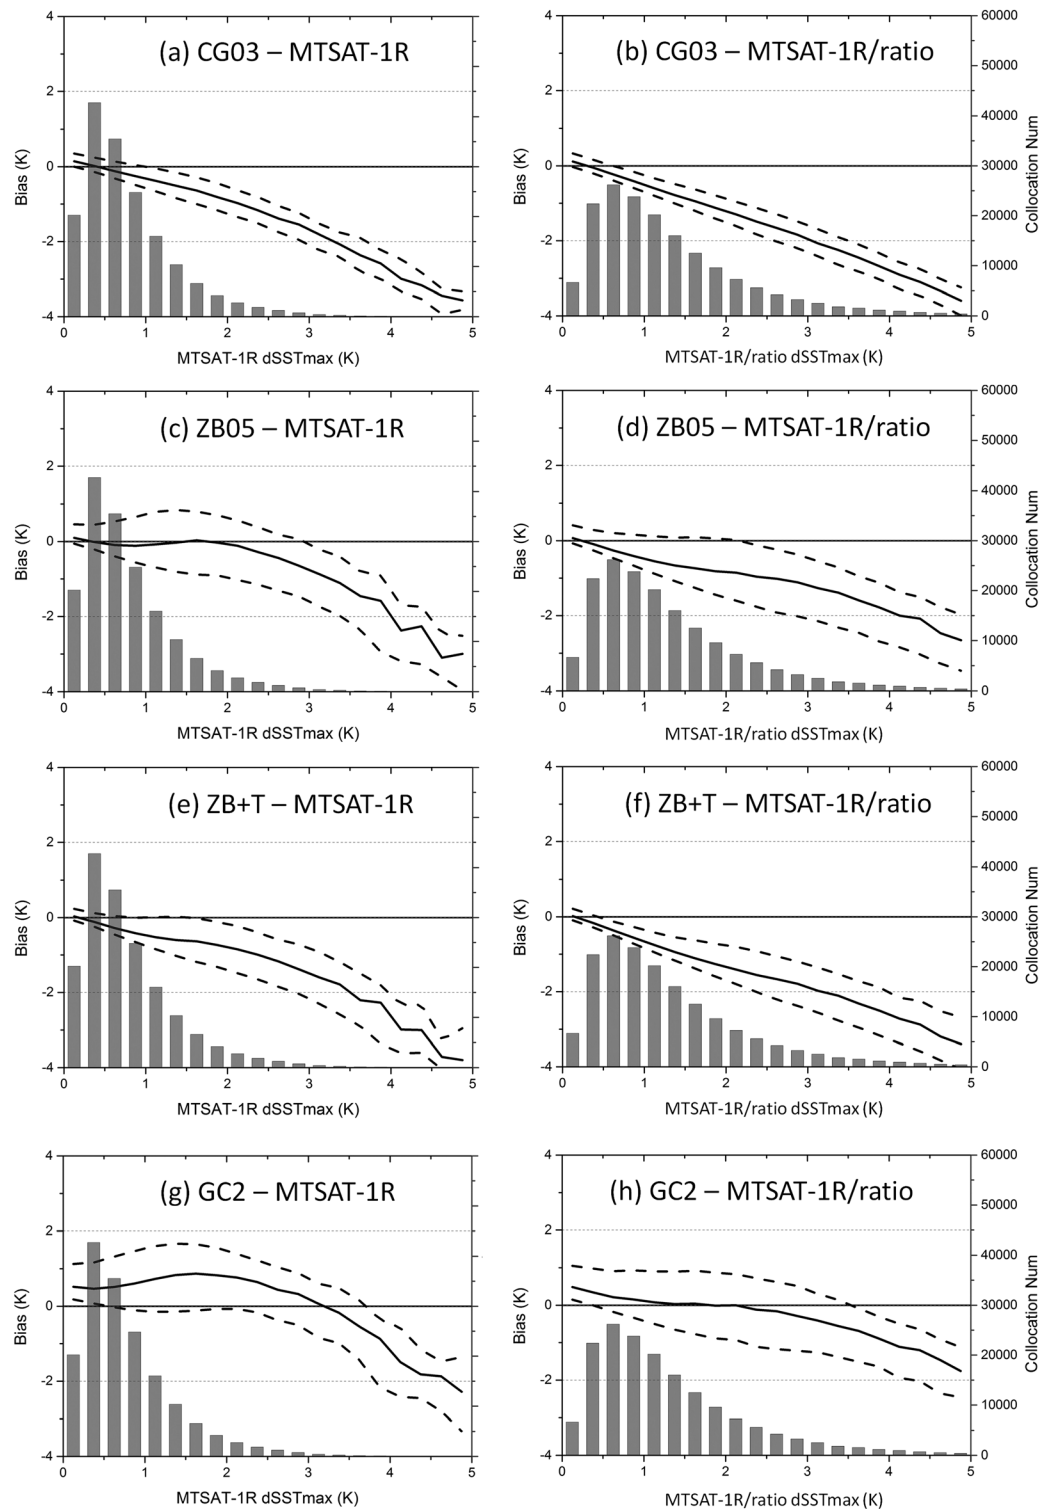 (a) CG03 – MTSAT-1R
4
2
0
-2
-4
Bias (K)
0 1 2 3 4 5
MTSAT-1R dSSTmax (K)
(b) CG03 – MTSAT-1R/ratio
4
2
0
-2
-4
Bias (K)
60000
50000
40000
30000
20000
10000
0
Collocation Num
0 1 2 3 4 5
MTSAT-1R/ratio dSSTmax (K)
(c) ZB05 – MTSAT-1R
4
2
0
-2
-4
Bias (K)
0 1 2 3 4 5
MTSAT-1R dSSTmax (K)
(d) ZB05 – MTSAT-1R/ratio
4
2
0
-2
-4
Bias (K)
60000
50000
40000
30000
20000
10000
0
Collocation Num
0 1 2 3 4 5
MTSAT-1R/ratio dSSTmax (K)
(e) ZB+T – MTSAT-1R
4
2
0
-2
-4
Bias (K)
0 1 2 3 4 5
MTSAT-1R dSSTmax (K)
(f) ZB+T – MTSAT-1R/ratio
4
2
0
-2
-4
Bias (K)
60000
50000
40000
30000
20000
10000
0
Collocation Num
0 1 2 3 4 5
MTSAT-1R/ratio dSSTmax (K)
(g) GC2 – MTSAT-1R
4
2
0
-2
-4
Bias (K)
0 1 2 3 4 5
MTSAT-1R dSSTmax (K)
(h) GC2 – MTSAT-1R/ratio
4
2
0
-2
-4
Bias (K)
60000
50000
40000
30000
20000
10000
0
Collocation Num
0 1 2 3 4 5
MTSAT-1R/ratio dSSTmax (K)